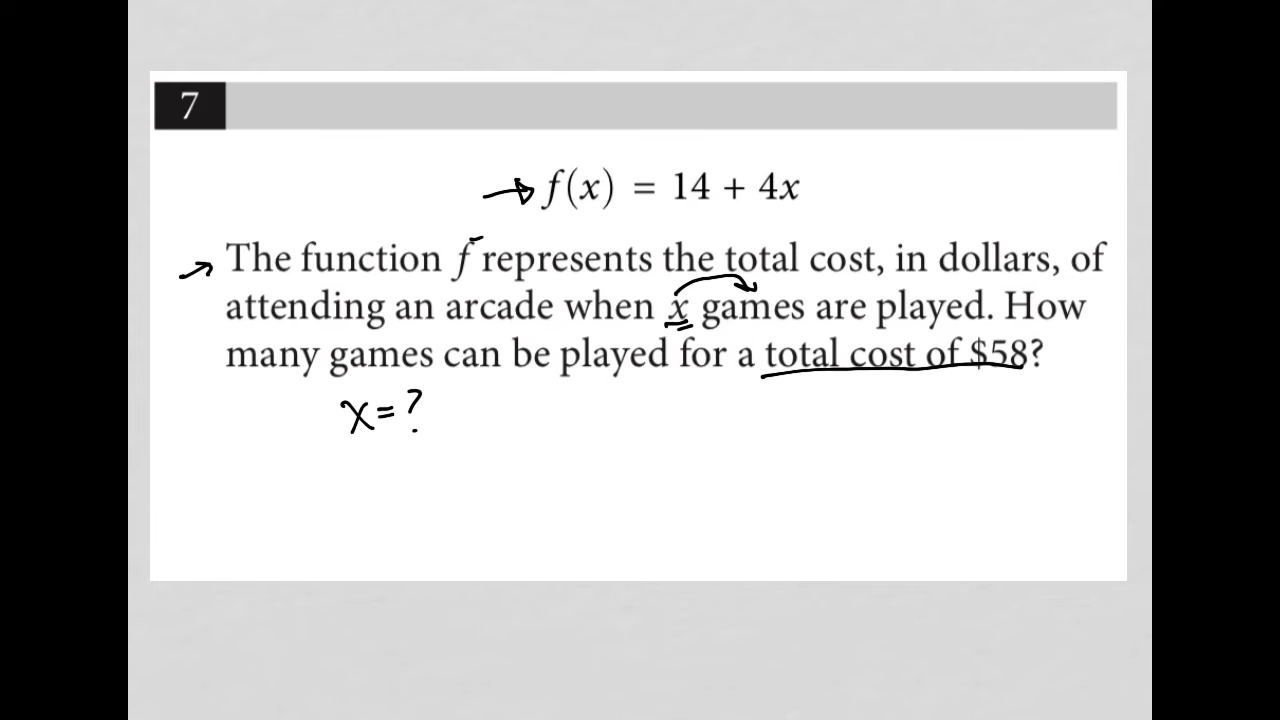 7
f(x) = 14 + 4x
The function f represents the total cost, in dollars, of
attending an arcade when x games are played. How
many games can be played for a total cost of $58?
x=?